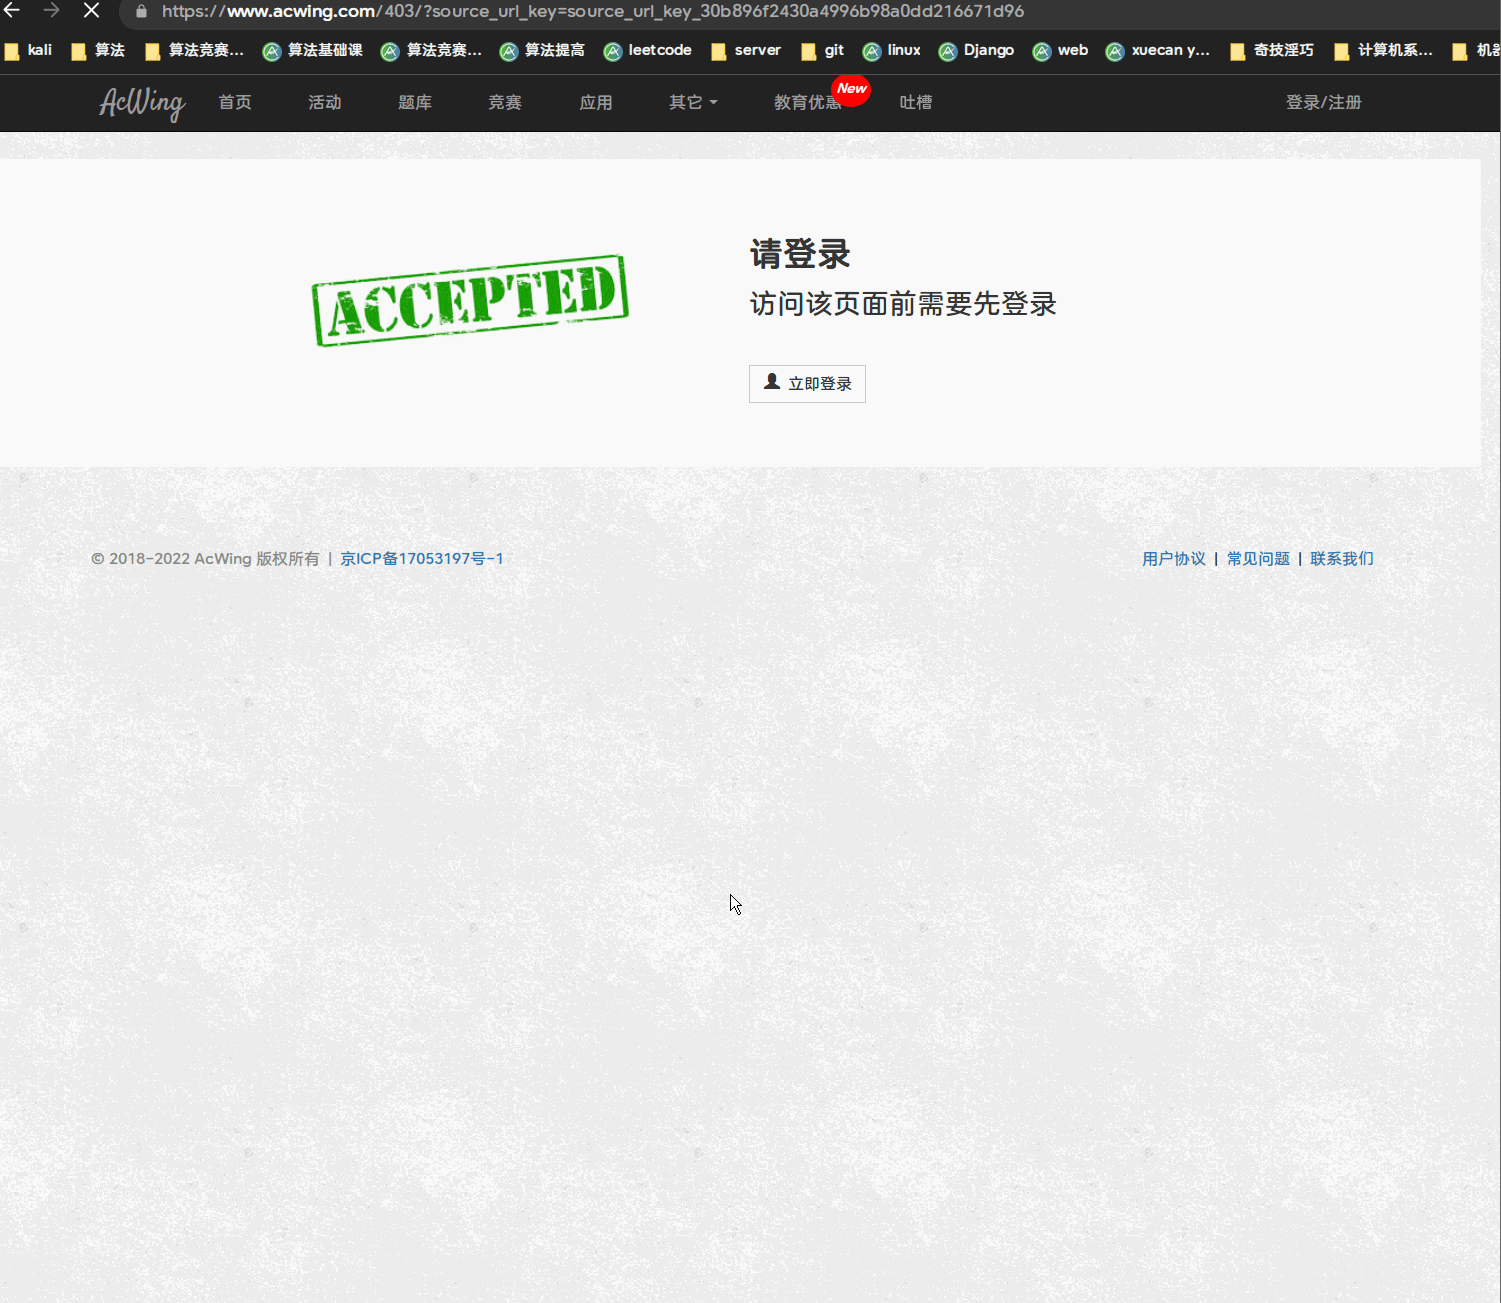 https://www.acwing.com/403/?source_url_key=source_url_key_30b896f2430a4996b98a0dd216671d96
kali 算法 算法竞赛... 算法基础课 算法竞赛... 算法提高 leetcode server git linux Django web xuecan y... 奇技淫巧 计算机系... 机器
AcWing 首页 活动 题库 竞赛 应用 其它 教育优惠 New 吐槽 登录/注册
ACCEPTED
请登录
访问该页面前需要先登录
立即登录
© 2018-2022 AcWing 版权所有 | 京ICP备17053197号-1
用户协议 | 常见问题 | 联系我们